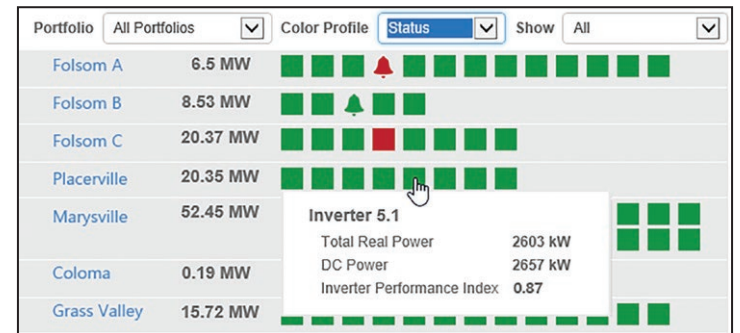 Portfolio All Portfolios Color Profile Status Show All
Folsom A 6.5 MW
Folsom B 8.53 MW
Folsom C 20.37 MW
Placerville 20.35 MW
Marysville 52.45 MW
Inverter 5.1
Total Real Power 2603 kW
DC Power 2657 kW
Inverter Performance Index 0.87
Coloma 0.19 MW
Grass Valley 15.72 MW